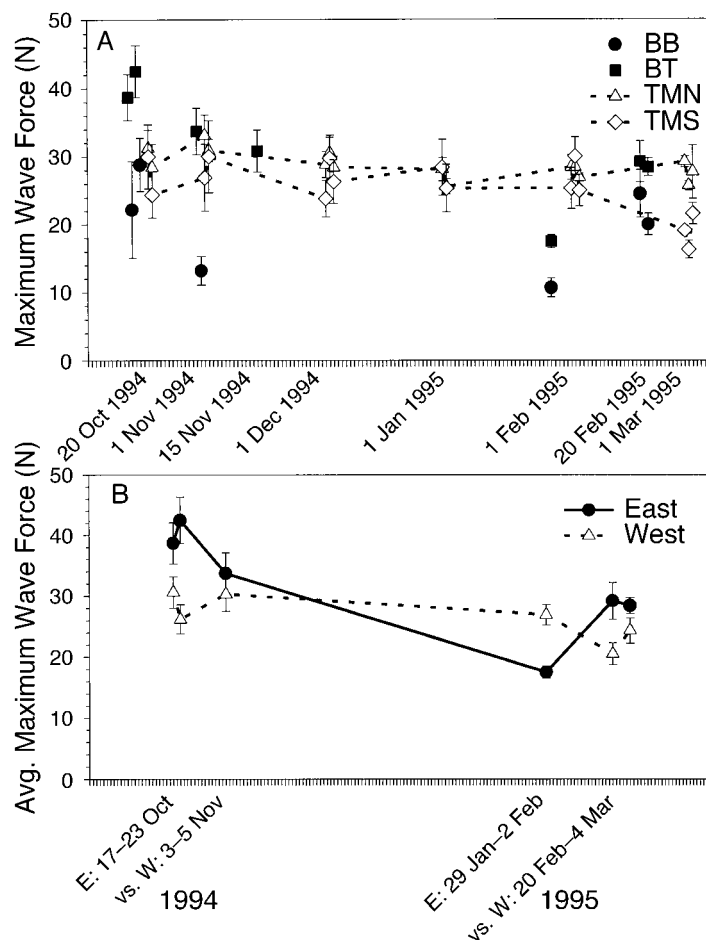 A
BB
BT
TMN
TMS
Maximum Wave Force (N)
50
40
30
20
10
0
20 Oct 1994
1 Nov 1994
15 Nov 1994
1 Dec 1994
1 Jan 1995
1 Feb 1995
20 Feb 1995
1 Mar 1995
B
East
West
Avg. Maximum Wave Force (N)
50
40
30
20
10
0
E: 17–23 Oct
vs. W: 3–5 Nov
E: 29 Jan–2 Feb
vs. W: 20 Feb–4 Mar
1994
1995